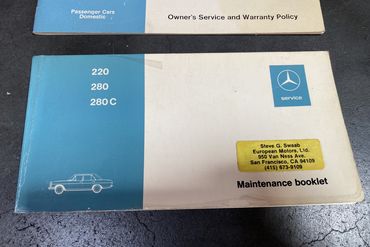 Passenger Cars
Domestic
Owner's Service and Warranty Policy
220
280
280 C
service
Steve G. Swaab
European Motors, Ltd.
950 Van Ness Ave.
San Francisco, CA 94109
(415) 673-9109
Maintenance booklet